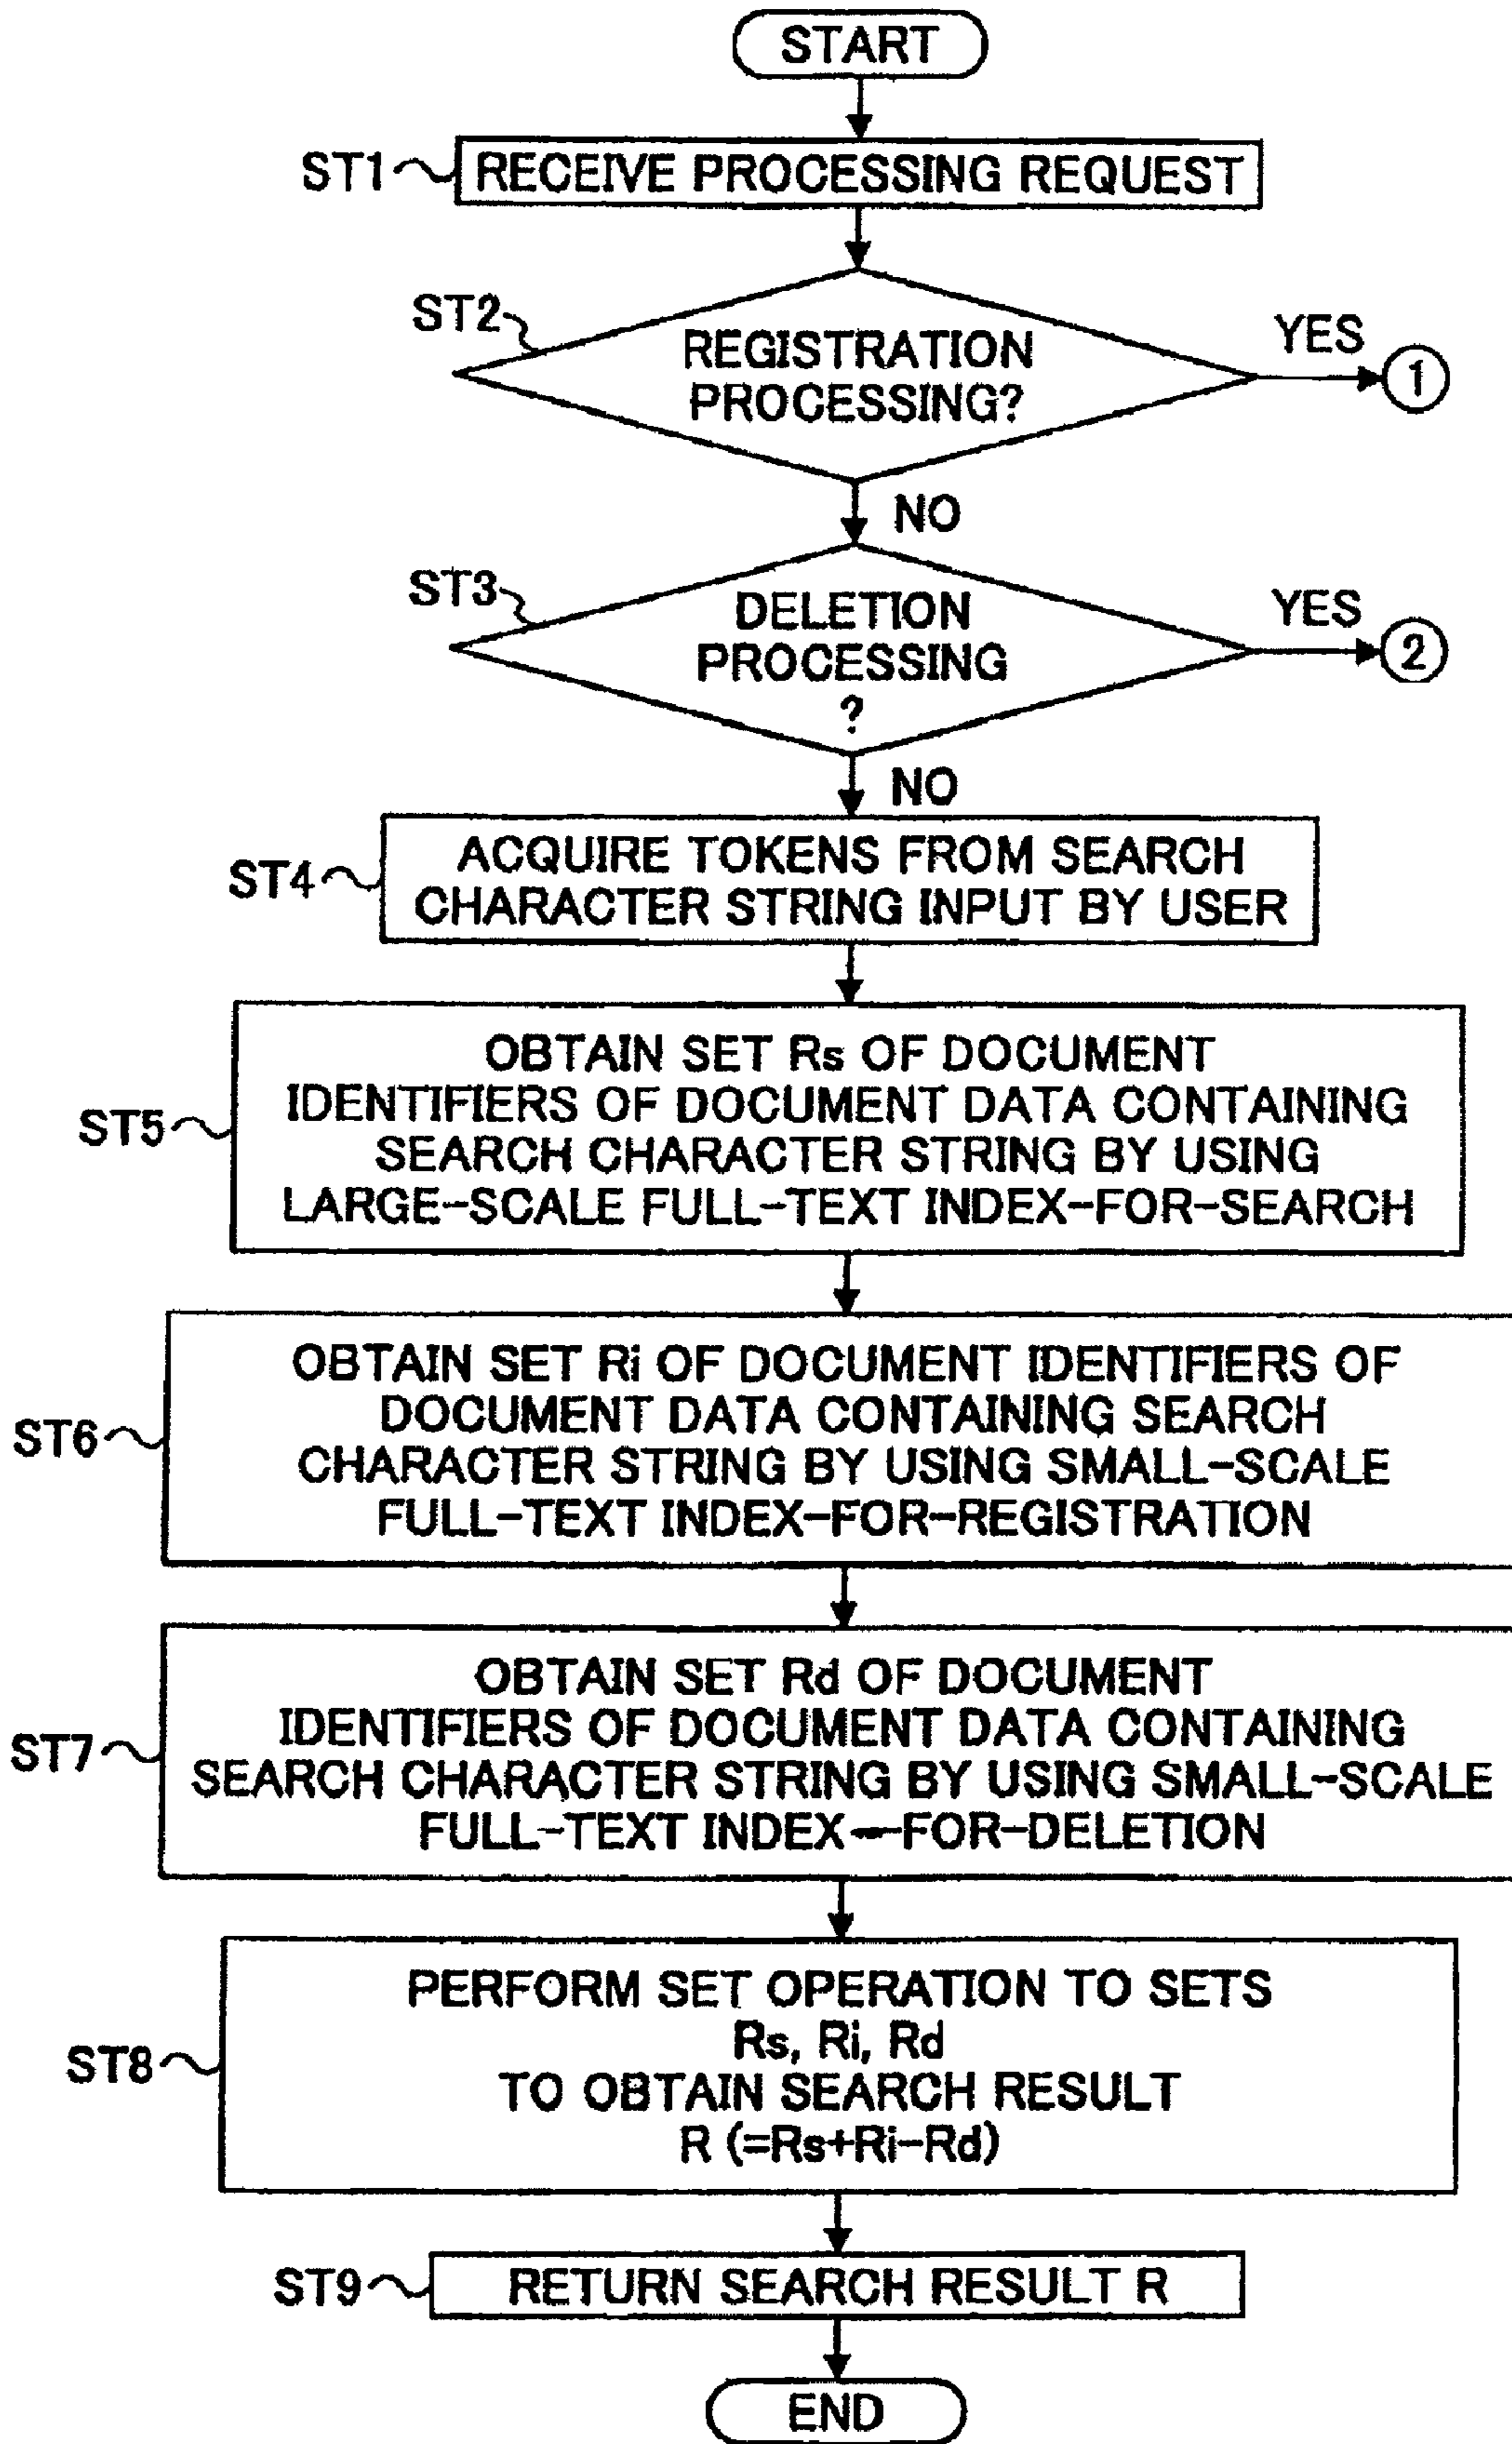 START
ST1 RECEIVE PROCESSING REQUEST
ST2
REGISTRATION
PROCESSING?
YES
1
NO
ST3
DELETION
PROCESSING
?
YES
2
NO
ST4
ACQUIRE TOKENS FROM SEARCH
CHARACTER STRING INPUT BY USER
ST5
OBTAIN SET Rs OF DOCUMENT
IDENTIFIERS OF DOCUMENT DATA CONTAINING
SEARCH CHARACTER STRING BY USING
LARGE-SCALE FULL-TEXT INDEX-FOR-SEARCH
ST6
OBTAIN SET Ri OF DOCUMENT IDENTIFIERS OF
DOCUMENT DATA CONTAINING SEARCH
CHARACTER STRING BY USING SMALL-SCALE
FULL-TEXT INDEX-FOR-REGISTRATION
ST7
OBTAIN SET Rd OF DOCUMENT
IDENTIFIERS OF DOCUMENT DATA CONTAINING
SEARCH CHARACTER STRING BY USING SMALL-SCALE
FULL-TEXT INDEX-FOR-DELETION
ST8
PERFORM SET OPERATION TO SETS
Rs, Ri, Rd
TO OBTAIN SEARCH RESULT
R (=Rs+Ri-Rd)
ST9 RETURN SEARCH RESULT R
END